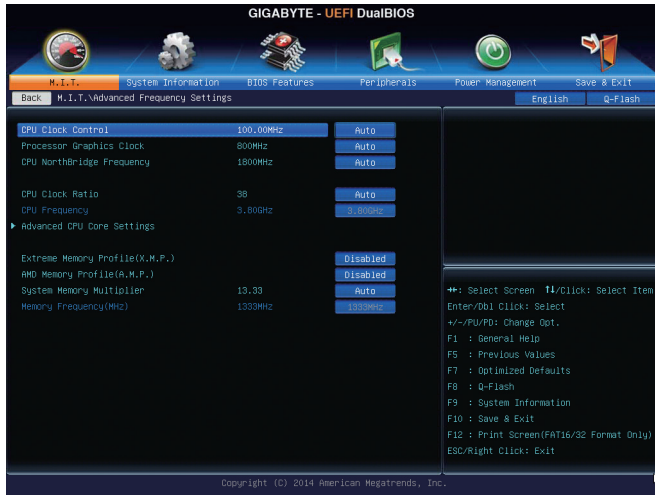 GIGABYTE - UEFI DualBIOS
M.I.T. System Information BIOS Features Peripherals Power Management Save & Exit
Back M.I.T.\Advanced Frequency Settings English Q-Flash
CPU Clock Control 100.00MHz Auto
Processor Graphics Clock 800MHz Auto
CPU NorthBridge Frequency 1800MHz Auto
CPU Clock Ratio 38 Auto
CPU Frequency 3.80GHz 3.80GHz
Advanced CPU Core Settings
Extreme Memory Profile(X.M.P.) Disabled
AMD Memory Profile(A.M.P.) Disabled
System Memory Multiplier 13.33 Auto
Memory Frequency(MHz) 1333MHz 1333MHz
→←: Select Screen ↑↓/Click: Select Item
Enter/Dbl Click: Select
+/-/PU/PD: Change Opt.
F1 : General Help
F5 : Previous Values
F7 : Optimized Defaults
F8 : Q-Flash
F9 : System Information
F10 : Save & Exit
F12 : Print Screen(FAT16/32 Format Only)
ESC/Right Click: Exit
Copyright (C) 2014 American Megatrends, Inc.